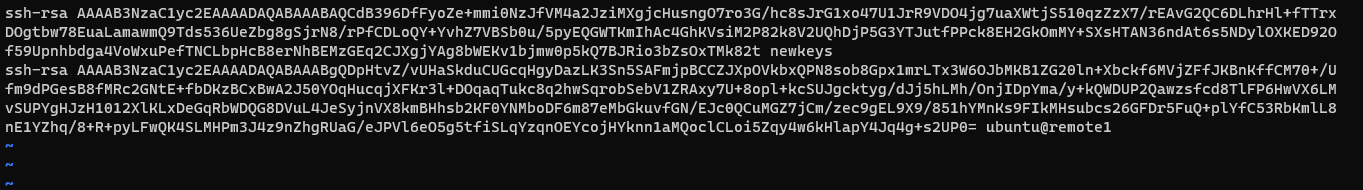 ssh-rsa AAAAB3NzaC1yc2EAAAADAQABAAABAQCdB396DfFyoZe+mmi0NzJfVM4a2JziMXgjcHusngO7ro3G/hc8sJrG1xo47U1JrR9VDO4jg7uaXWtjS510qzZzX7/rEAvG2QC6DLhrHl+fTTrx
DOgtbw78EuaLamawmQ9Tds536UeZbg8gSjrN8/rPfCDLoQY+YvhZ7VBSb0u/5pyEQGWTKmIhAc4GhKVsiM2P82k8V2UQhDjP5G3YTJutfPPck8EH2GkOmMY+SXsHTAN36ndAt6s5NDylOXKED92O
f59Upnhbdga4VoWxuPefTNCLbpHcB8erNhBEMzGEq2CJXgjYAg8bWEKv1bjmw0p5kQ7BJRio3bZsOxTMk82t newkeys
ssh-rsa AAAAB3NzaC1yc2EAAAADAQABAAABgQDpHtvZ/vUHaSkduCUGcqHgyDazLK3Sn5SAFmjpBCCZJXpOVkbxQPN8sob8Gpx1mrLTx3W6OJbMKB1ZG20ln+Xbckf6MVjZFfJKBnKffCM70+/U
fm9dPGesB8fMRc2GNtE+fbDKzBCxBwA2J50YOqHucqjXFKr3l+DOqaqTukc8q2hwSqrobSebV1ZRAxy7U+8opl+kcSUJgcktyg/dJj5hLMh/OnjIDpYma/y+kQWDUP2Qawzsfcd8TlFP6HwVX6LM
vSUPYgHJzH1012XlKLxDeGqRbWDQG8DVuL4JeSyjnVX8kmBHhsb2KF0YNMboDF6m87eMbGkuvfGN/EJc0QCuMGZ7jCm/zec9gEL9X9/851hYMnKs9FIkMHsubcs26GFDr5FuQ+plYfC53RbKmlL8
nE1YZhq/8+R+pyLFwQK4SLMHPm3J4z9nZhgRUaG/eJPVl6eO5g5tfiSLqYzqnOEYcojHYknn1aMQoclCLoi5Zqy4w6kHlapY4Jq4g+s2UP0= ubuntu@remote1
~
~
~